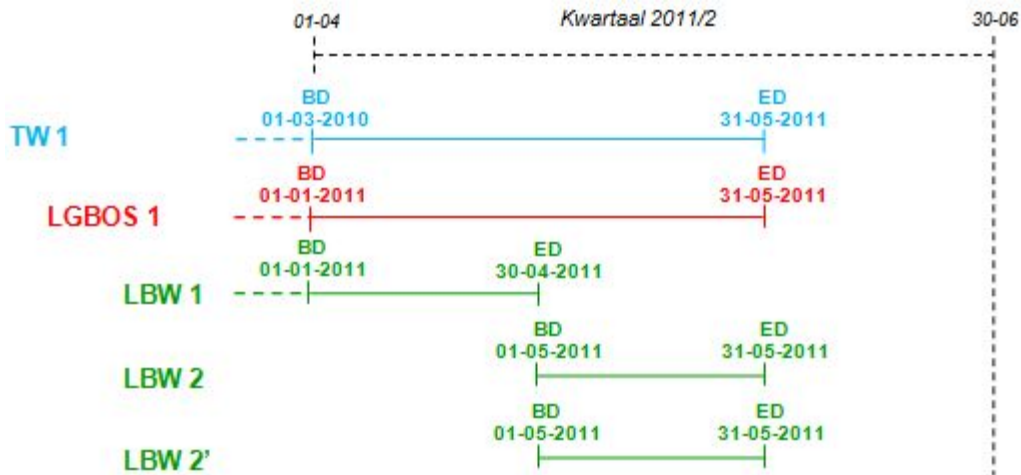 01-04 Kwartaal 2011/2 30-06
BD ED
01-03-2010 31-05-2011
TW 1
BD ED
01-01-2011 31-05-2011
LGBOS 1
BD ED
01-01-2011 30-04-2011
LBW 1
BD ED
01-05-2011 31-05-2011
LBW 2
BD ED
01-05-2011 31-05-2011
LBW 2'